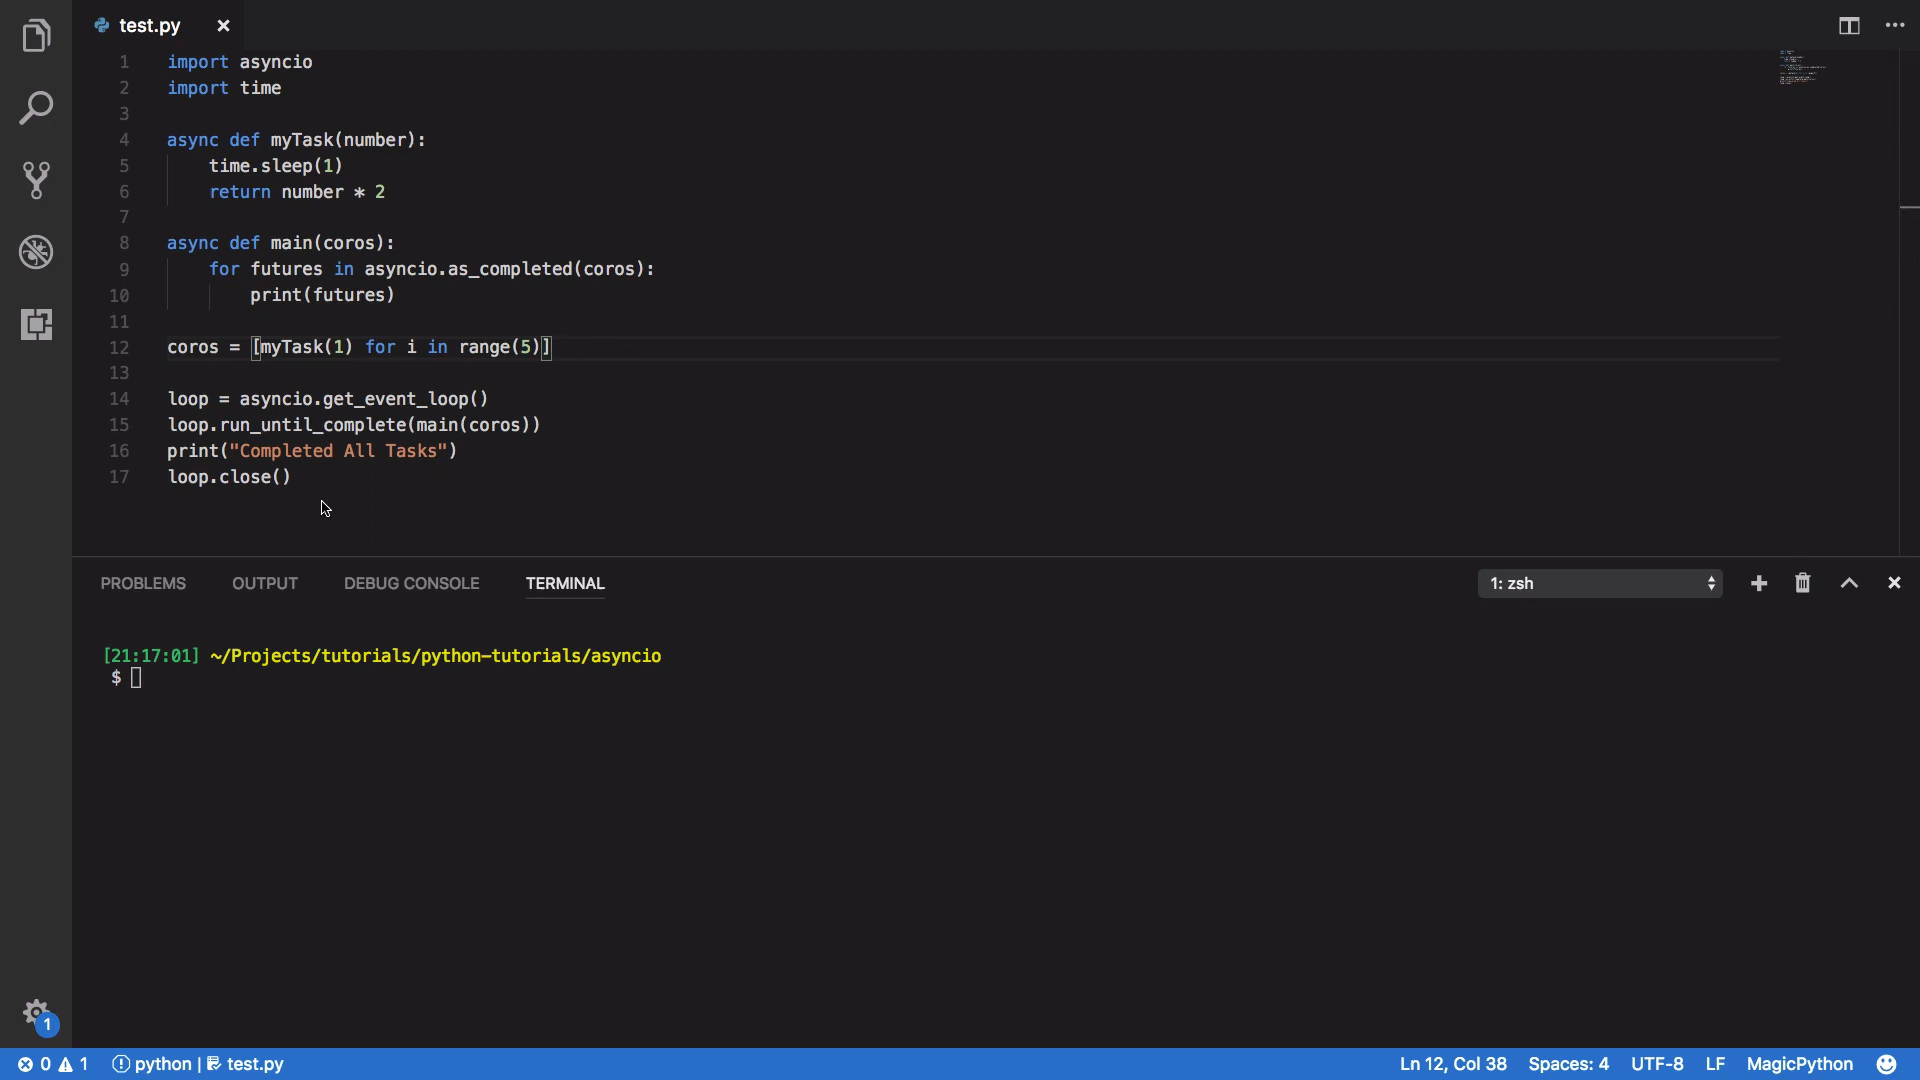 test.py
1 import asyncio
2 import time
3
4 async def myTask(number):
5     time.sleep(1)
6     return number * 2
7
8 async def main(coros):
9     for futures in asyncio.as_completed(coros):
10         print(futures)
11
12 coros = [myTask(1) for i in range(5)]
13
14 loop = asyncio.get_event_loop()
15 loop.run_until_complete(main(coros))
16 print("Completed All Tasks")
17 loop.close()
PROBLEMS OUTPUT DEBUG CONSOLE TERMINAL 1: zsh
[21:17:01] ~/Projects/tutorials/python-tutorials/asyncio
$
1
0 1 python | test.py Ln 12, Col 38 Spaces: 4 UTF-8 LF MagicPython